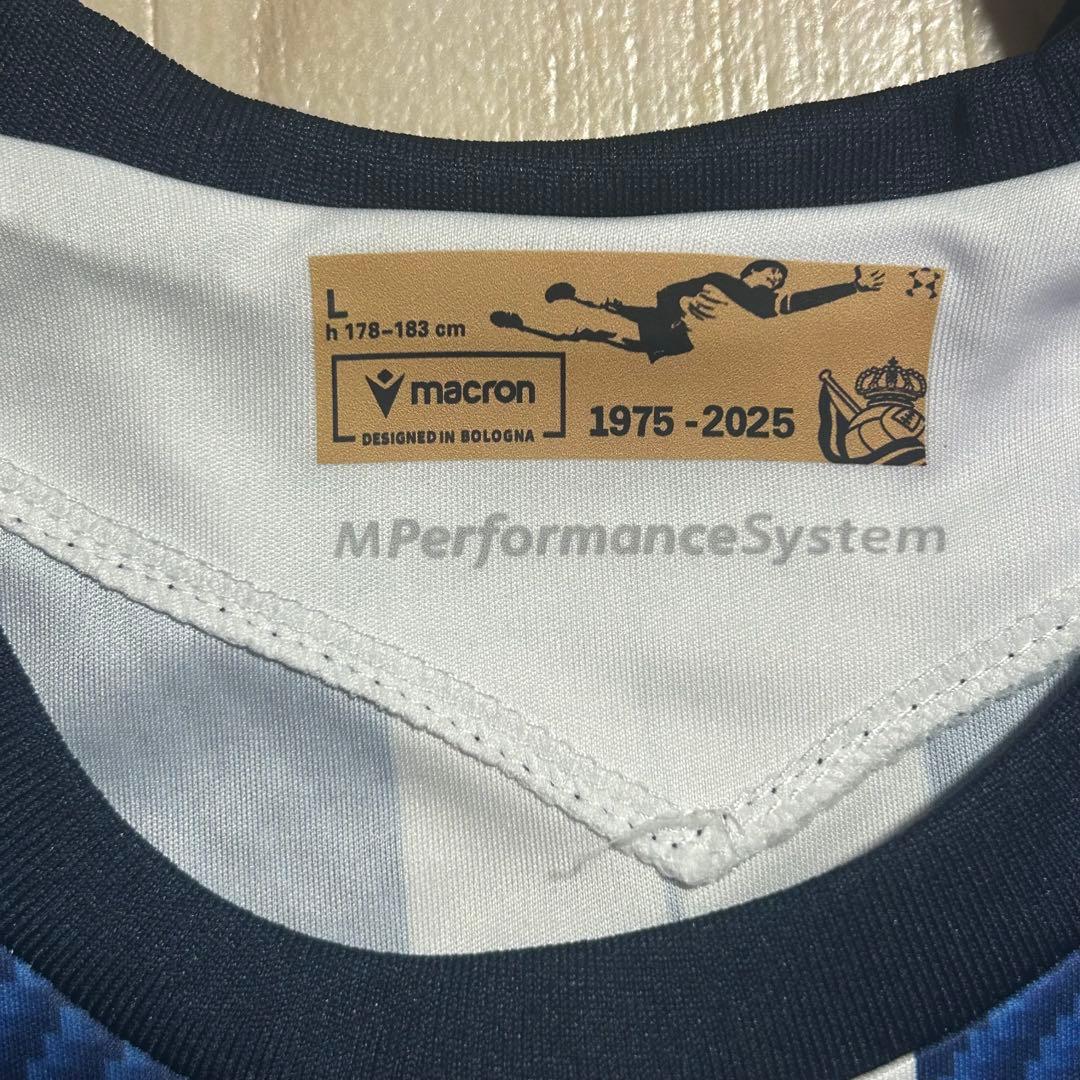 L
h 178-183 cm
macron
DESIGNED IN BOLOGNA
1975 - 2025
MPerformanceSystem